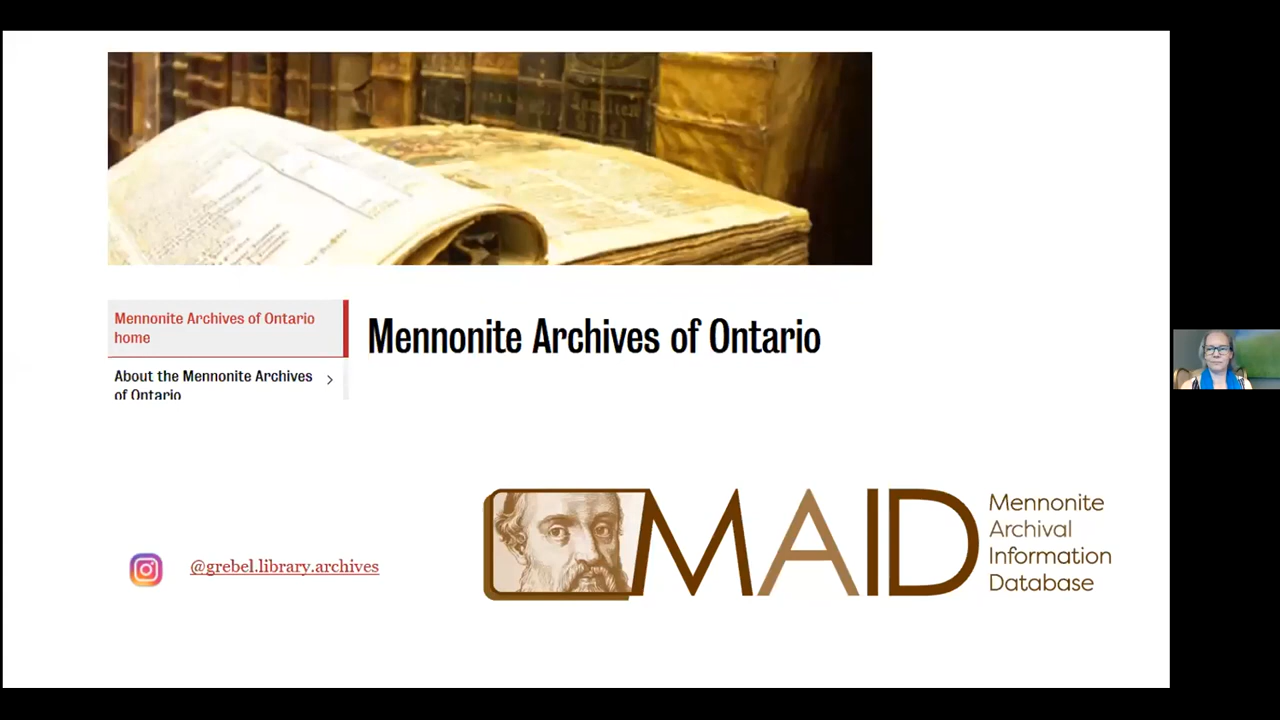 Mennonite Archives of Ontario
home
About the Mennonite Archives
of Ontario
Mennonite Archives of Ontario
@grebel.library.archives
MAID
Mennonite
Archival
Information
Database